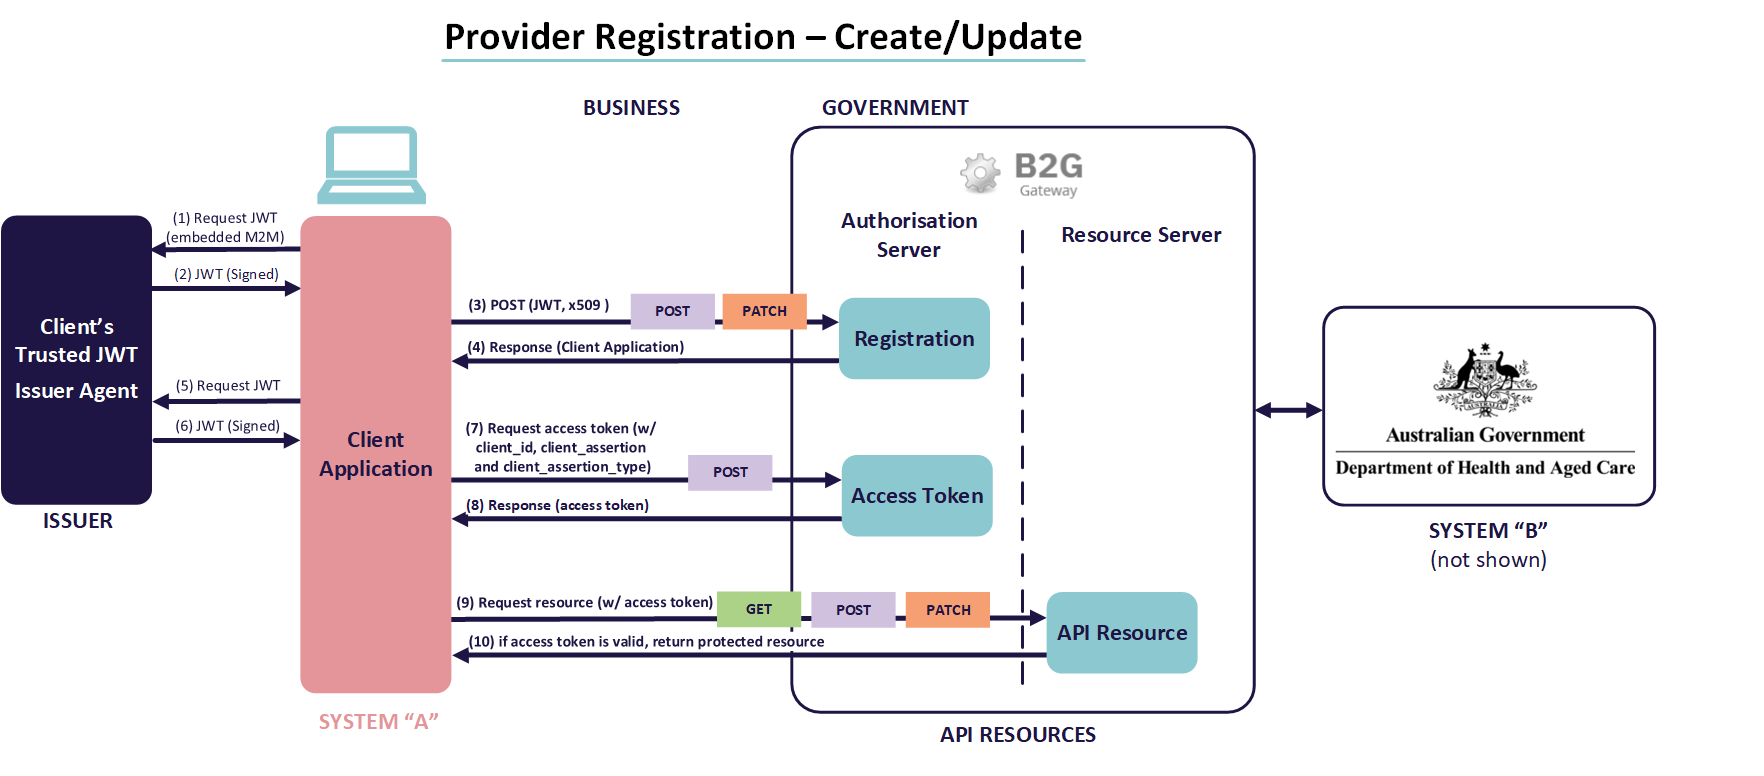 Provider Registration – Create/Update
BUSINESS
GOVERNMENT
B2G
Gateway
Authorisation
Server
Resource Server
(1) Request JWT
(embedded M2M)
(2) JWT (Signed)
Client's
Trusted JWT
Issuer Agent
(5) Request JWT
(6) JWT (Signed)
ISSUER
Client
Application
SYSTEM “A”
(3) POST (JWT, x509 )
POST
PATCH
Registration
(4) Response (Client Application)
(7) Request access token (w/
client_id, client_assertion
and client_assertion_type)
POST
Access Token
(8) Response (access token)
(9) Request resource (w/ access token)
GET
POST
PATCH
API Resource
(10) if access token is valid, return protected resource
API RESOURCES
AUSTRALIA
Australian Government
Department of Health and Aged Care
SYSTEM “B”
(not shown)